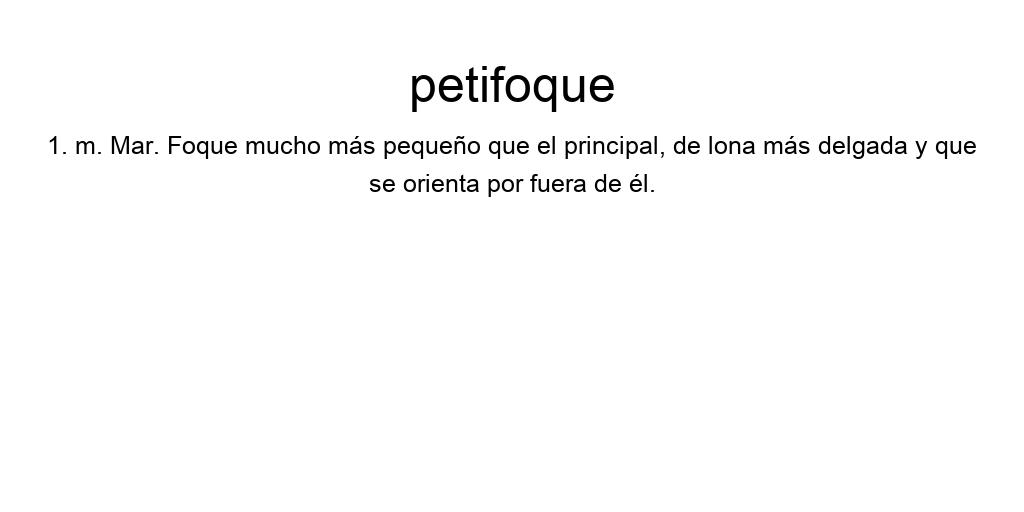 petifoque
1. m. Mar. Foque mucho más pequeño que el principal, de lona más delgada y que
se orienta por fuera de él.